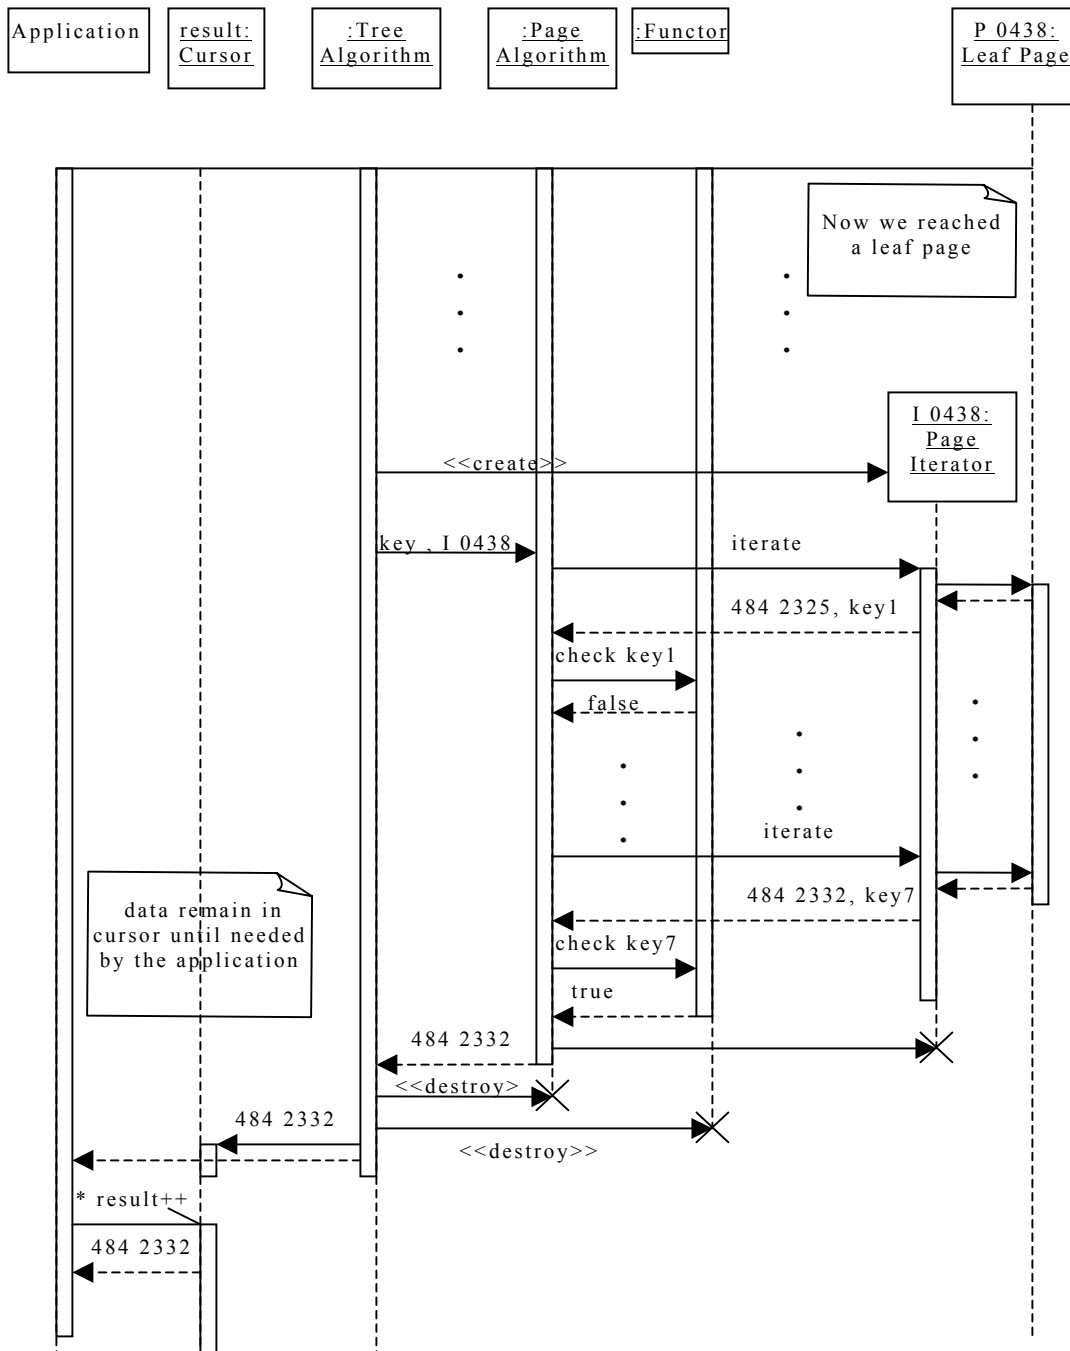 Application
result:
Cursor
:Tree
Algorithm
:Page
Algorithm
:Functor
P 0438:
Leaf Page
Now we reached
a leaf page
I 0438:
Page
Iterator
<<create>>
key , I 0438
iterate
484 2325, key1
check key1
false
iterate
data remain in
cursor until needed
by the application
484 2332, key7
check key7
true
484 2332
<<destroy>
484 2332
<<destroy>>
* result++
484 2332